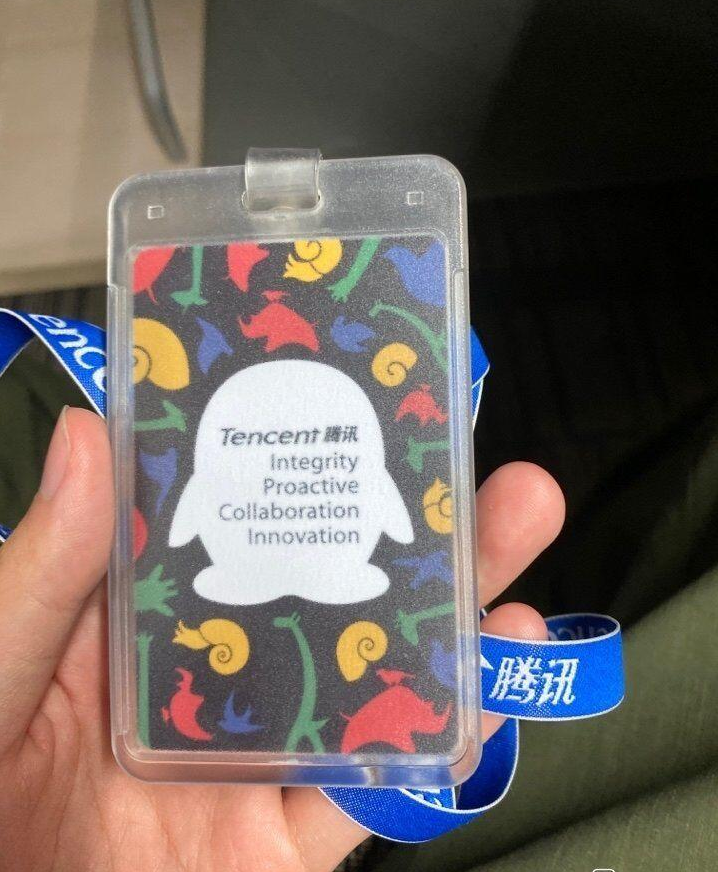 Tencent 腾讯
Integrity
Proactive
Collaboration
Innovation
腾讯